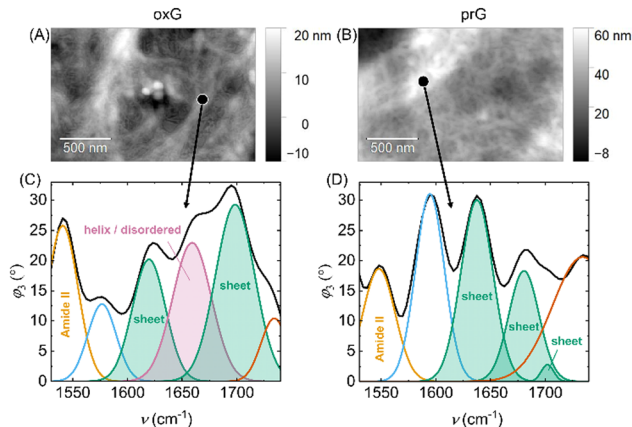 oxG
prG
(A)
20 nm
10
0
−10
500 nm
(B)
60 nm
40
20
−8
500 nm
(C)
φ3 (°)
30
25
20
15
10
5
0
Amide II
helix / disordered
sheet
sheet
1550
1600
1650
1700
ν (cm-1)
(D)
φ3 (°)
30
25
20
15
10
5
0
Amide II
sheet
sheet
sheet
1550
1600
1650
1700
ν (cm-1)